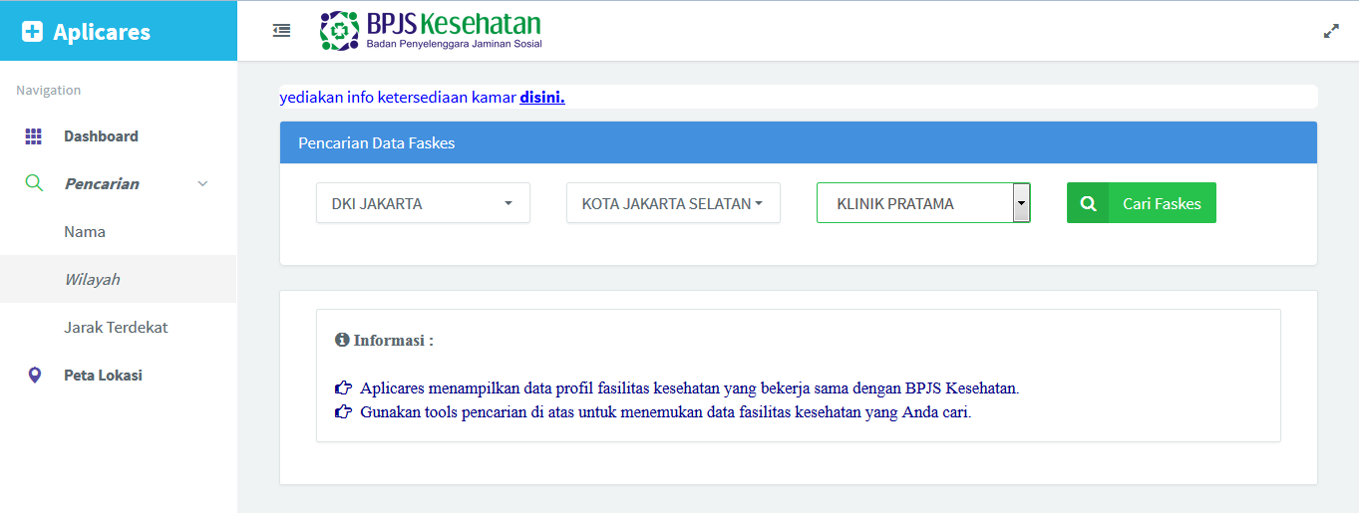 Aplicares
BPJS Kesehatan
Badan Penyelenggara Jaminan Sosial
Navigation
Dashboard
Pencarian
Nama
Wilayah
Jarak Terdekat
Peta Lokasi
yediakan info ketersediaan kamar disini.
Pencarian Data Faskes
DKI JAKARTA
KOTA JAKARTA SELATAN
KLINIK PRATAMA
Cari Faskes
Informasi :
Aplicares menampilkan data profil fasilitas kesehatan yang bekerja sama dengan BPJS Kesehatan.
Gunakan tools pencarian di atas untuk menemukan data fasilitas kesehatan yang Anda cari.